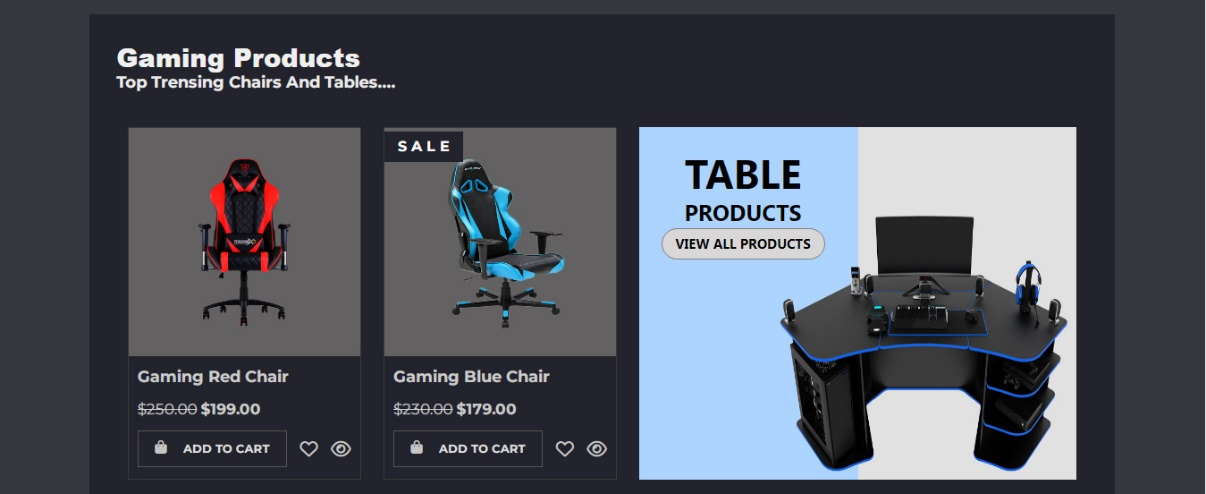 Gaming Products
Top Trensing Chairs And Tables....
SALE
TABLE
PRODUCTS
VIEW ALL PRODUCTS
Gaming Red Chair
$250.00 $199.00
ADD TO CART
Gaming Blue Chair
$230.00 $179.00
ADD TO CART